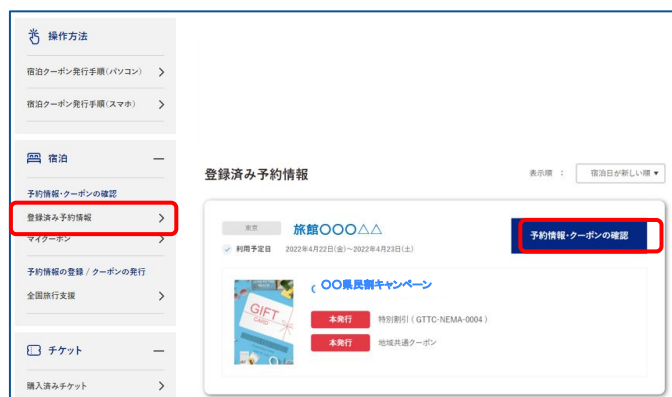 操作方法
宿泊クーポン発行手順(パソコン)
宿泊クーポン発行手順(スマホ)
宿泊
予約情報・クーポンの確認
登録済み予約情報
マイクーポン
予約情報の登録 / クーポンの発行
全国旅行支援
チケット
購入済みチケット
登録済み予約情報
表示順 : 宿泊日が新しい順▼
東京 旅館〇〇〇△△
利用予定日 2022年4月22日(金)~2022年4月23日(土)
予約情報・クーポンの確認
( 〇〇県民割キャンペーン
GIFT
CARD
本発行 特別割引 ( GTTC-NEMA-0004 )
本発行 地域共通クーポン